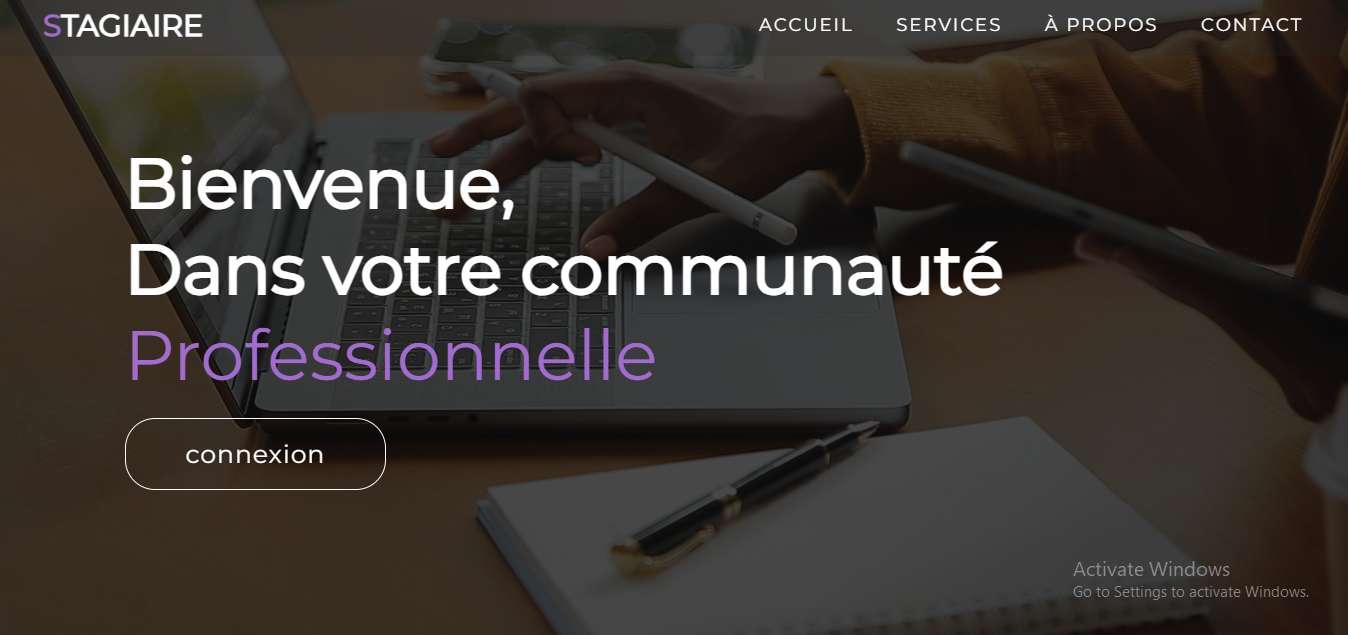 STAGIAIRE
ACCUEIL SERVICES À PROPOS CONTACT
Bienvenue,
Dans votre communauté
Professionnelle
connexion
Activate Windows
Go to Settings to activate Windows.